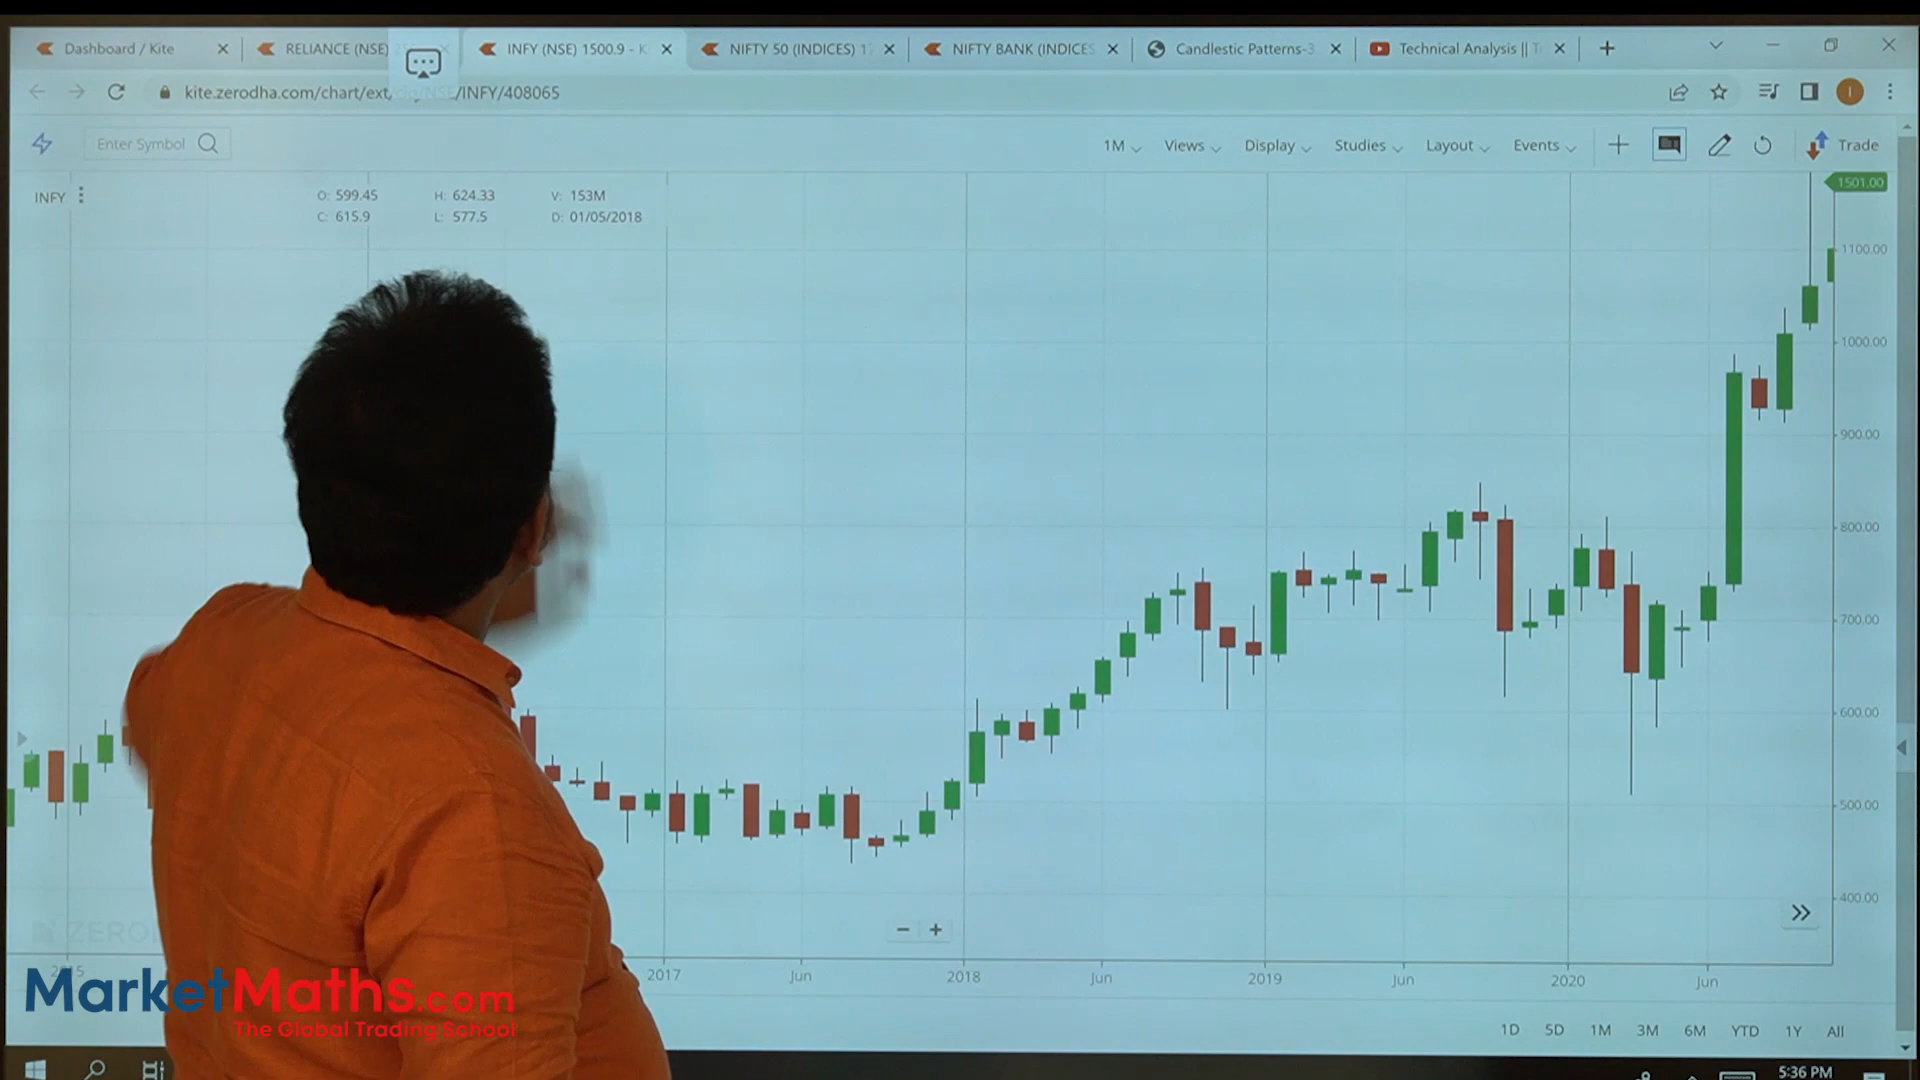 Dashboard / Kite
RELIANCE (NSE)
INFY (NSE) 1500.9 - K
NIFTY 50 (INDICES) 1
NIFTY BANK (INDICES
Candlestic Patterns-3
Technical Analysis || T
kite.zerodha.com/chart/ext/
/INFY/408065
Enter Symbol
1M Views Display Studies Layout Events Trade
INFY
O: 599.45 H: 624.33 V: 153M
C: 615.9 L: 577.5 D: 01/05/2018
1501.00
1100.00
1000.00
900.00
800.00
700.00
600.00
500.00
400.00
2017 Jun 2018 Jun 2019 Jun 2020 Jun
MarketMaths.com
The Global Trading School
1D 5D 1M 3M 6M YTD 1Y All
5:36 PM